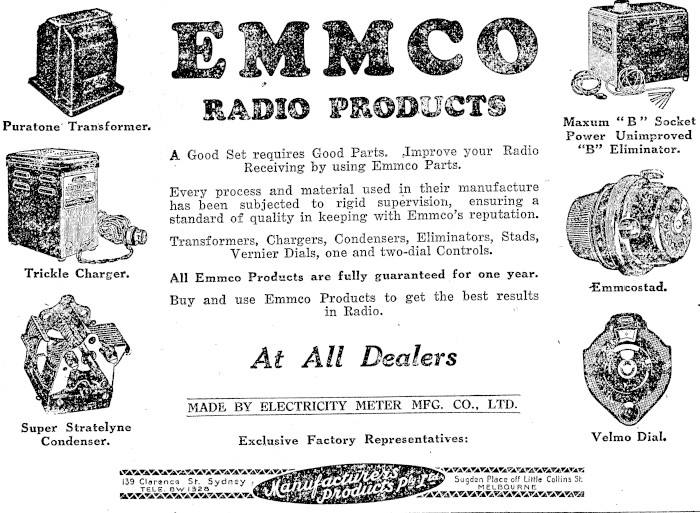 EMMCO
RADIO PRODUCTS
Puratone Transformer.
Trickle Charger.
Super Stratelyne
Condenser.
A Good Set requires Good Parts. Improve your Radio
Receiving by using Emmco Parts.
Every process and material used in their manufacture
has been subjected to rigid supervision, ensuring a
standard of quality in keeping with Emmco's reputation.
Transformers, Chargers, Condensers, Eliminators, Stads,
Vernier Dials, one and two-dial Controls.
All Emmco Products are fully guaranteed for one year.
Buy and use Emmco Products to get the best results
in Radio.
At All Dealers
MADE BY ELECTRICITY METER MFG. CO., LTD.
Exclusive Factory Representatives:
Maxum "B" Socket
Power Unimproved
"B" Eliminator.
Emmcostad.
Velmo Dial.
139 Clarence St. Sydney
TELE. BW1328
Manufacturers
Products Pty Ltd.
Sugden Place off Little Collins St.
MELBOURNE